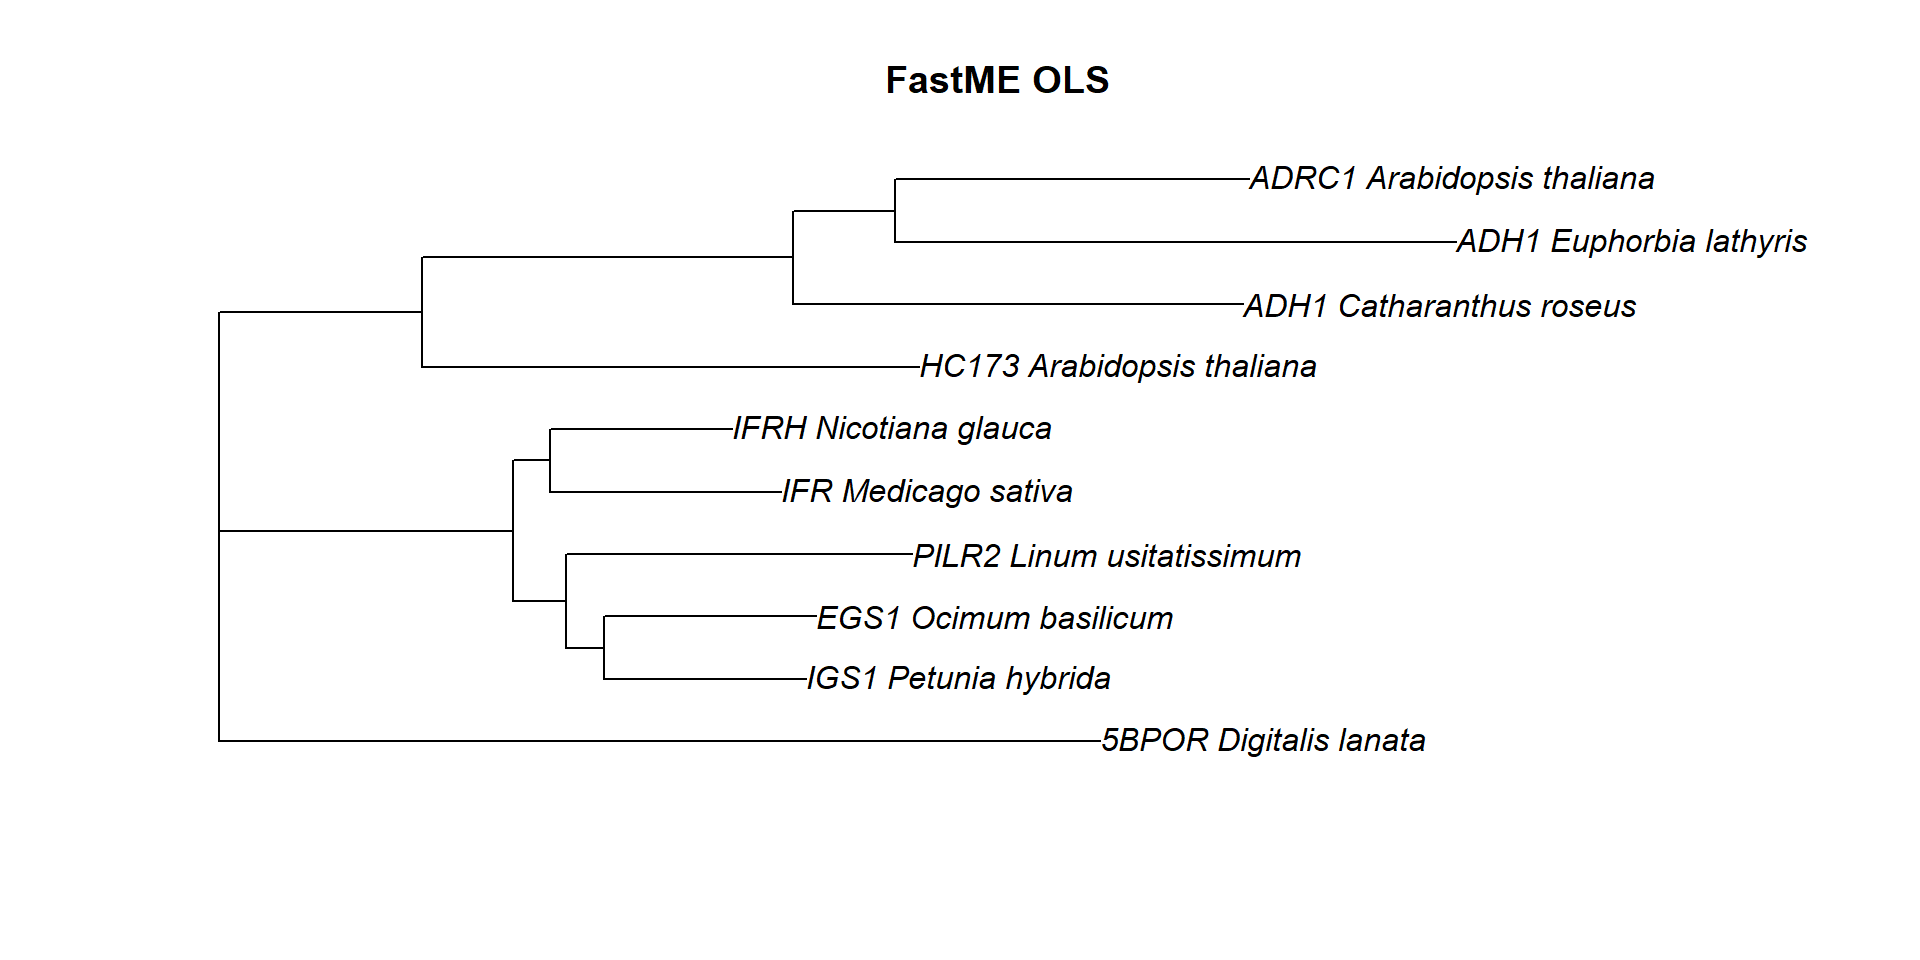 FastME OLS
ADRC1 Arabidopsis thaliana
ADH1 Euphorbia lathyris
ADH1 Catharanthus roseus
HC173 Arabidopsis thaliana
IFRH Nicotiana glauca
IFR Medicago sativa
PILR2 Linum usitatissimum
EGS1 Ocimum basilicum
IGS1 Petunia hybrida
5BPOR Digitalis lanata